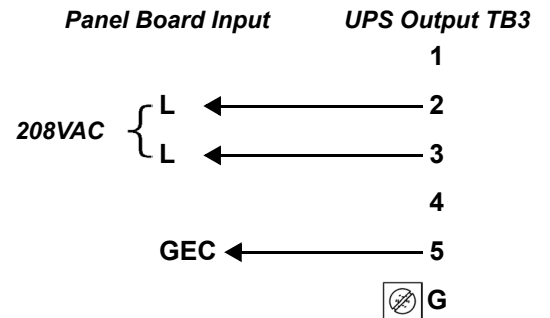 Panel Board Input UPS Output TB3
1
L 2
208VAC
L 3
4
GEC 5
G